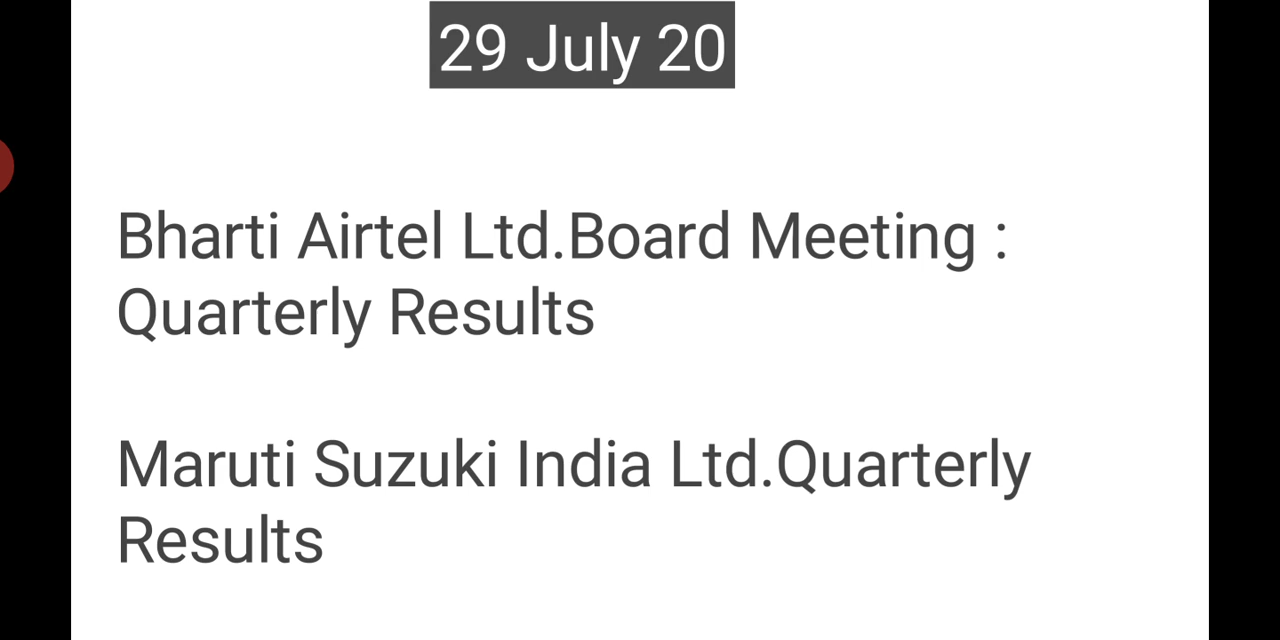 29 July 20
Bharti Airtel Ltd.Board Meeting :
Quarterly Results
Maruti Suzuki India Ltd.Quarterly
Results